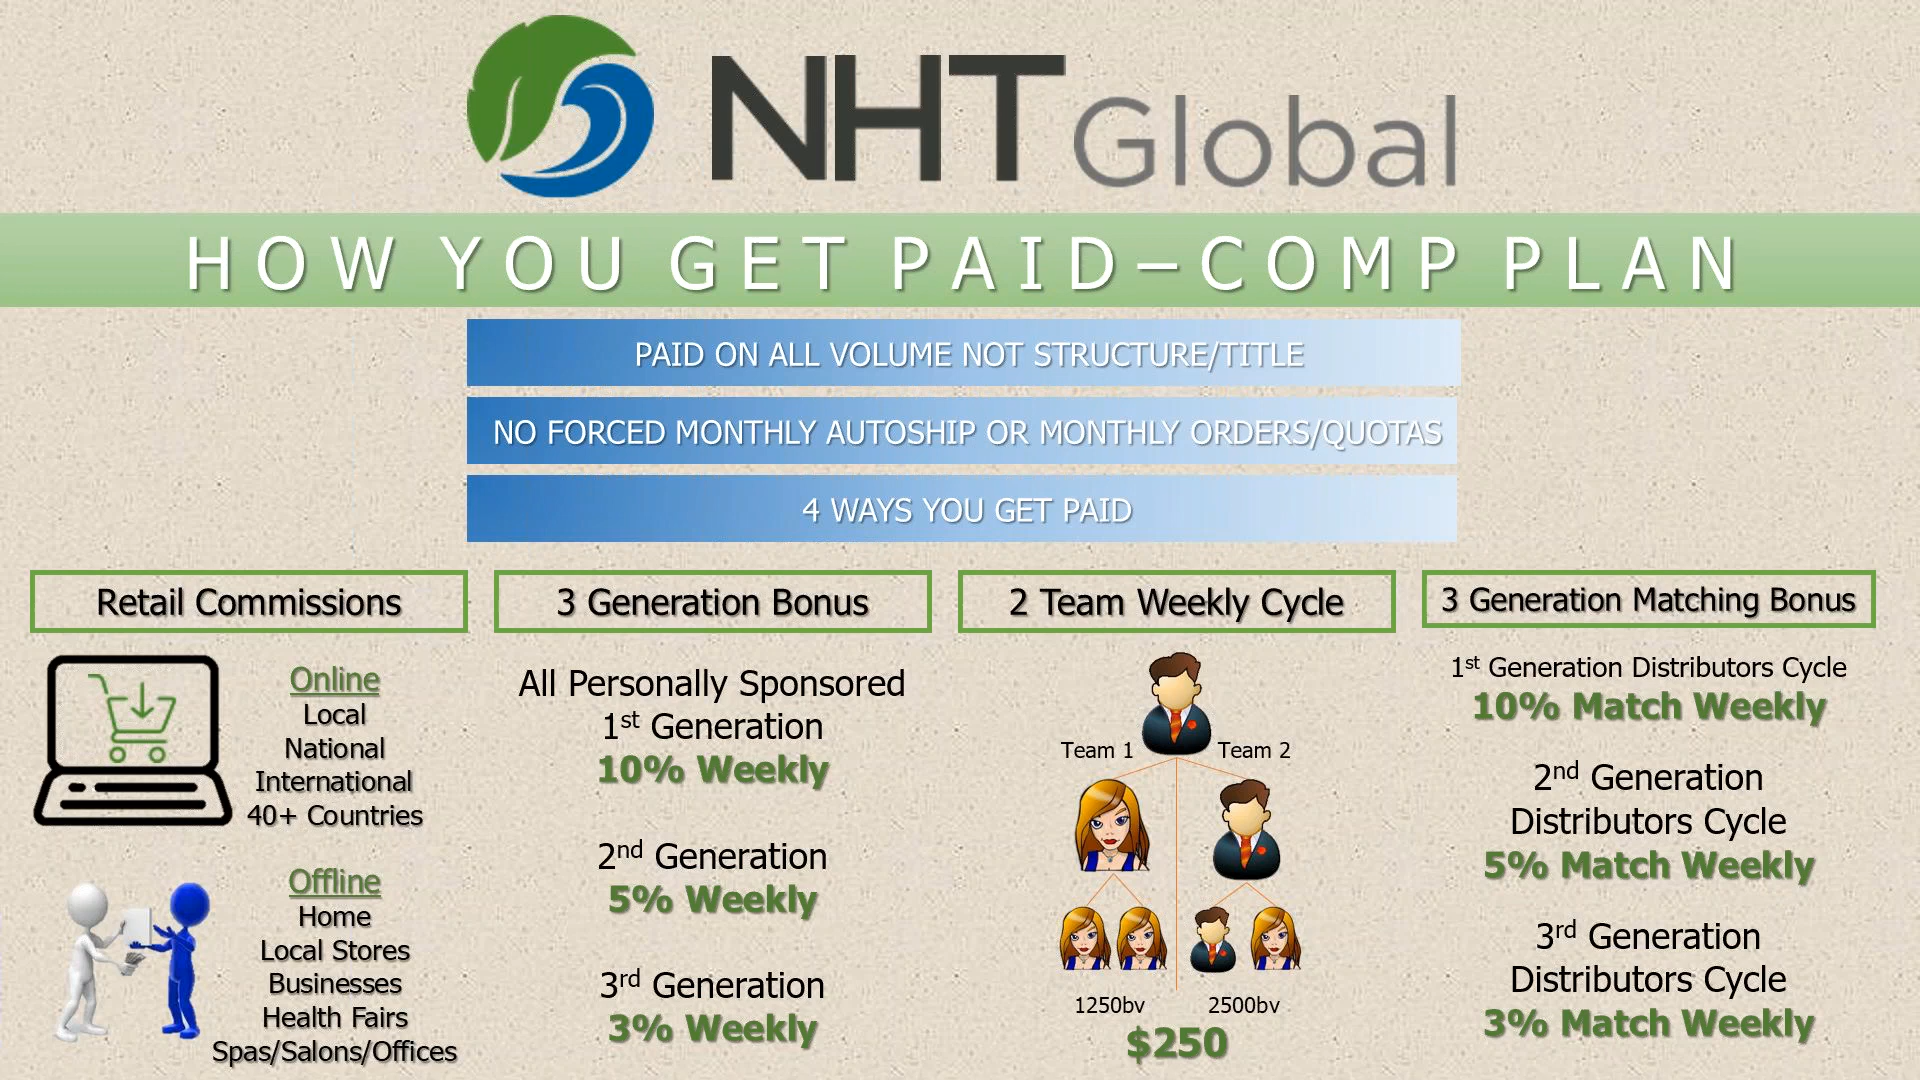 NHT Global
HOW YOU GET PAID–COMP PLAN
PAID ON ALL VOLUME NOT STRUCTURE/TITLE
NO FORCED MONTHLY AUTOSHIP OR MONTHLY ORDERS/QUOTAS
4 WAYS YOU GET PAID
Retail Commissions
Online
Local
National
International
40+ Countries
Offline
Home
Local Stores
Businesses
Health Fairs
Spas/Salons/Offices
3 Generation Bonus
All Personally Sponsored
1st Generation
10% Weekly
2nd Generation
5% Weekly
3rd Generation
3% Weekly
2 Team Weekly Cycle
Team 1 Team 2
1250bv 2500bv
$250
3 Generation Matching Bonus
1st Generation Distributors Cycle
10% Match Weekly
2nd Generation
Distributors Cycle
5% Match Weekly
3rd Generation
Distributors Cycle
3% Match Weekly